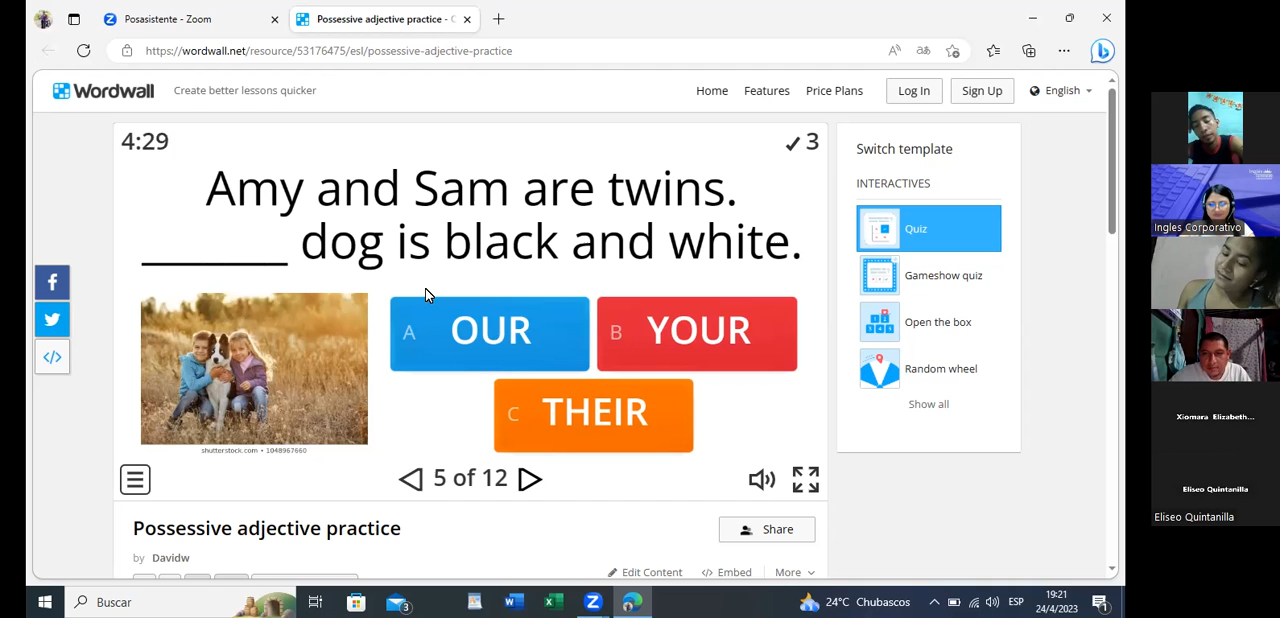 Posasistente - Zoom
Possessive adjective practice - C
https://wordwall.net/resource/53176475/esl/possessive-adjective-practice
Wordwall
Create better lessons quicker
Home
Features
Price Plans
Log In
Sign Up
English
4:29
3
Amy and Sam are twins.
_______ dog is black and white.
A OUR
B YOUR
C THEIR
shutterstock.com • 1048967660
5 of 12
Switch template
INTERACTIVES
Quiz
Gameshow quiz
Open the box
Random wheel
Show all
Possessive adjective practice
Share
by Davidw
Edit Content
Embed
More
Buscar
3
24°C Chubascos
ESP
19:21
24/4/2023
1
Ingles Corporativo
Xiomara Elizabeth...
Eliseo Quintanilla
Eliseo Quintanilla